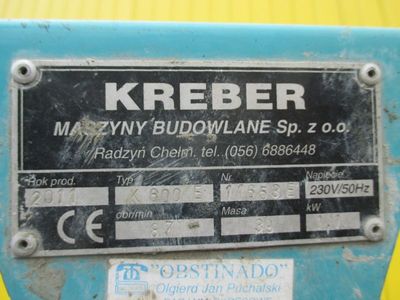 KREBER
MASZYNY BUDOWLANE Sp. z o.o.
Radzyń Chełm. tel. (056) 6886448
Rok prod. Typ Nr Napięcie
2011 230V/50Hz
obr/min Masa kW
CE
"OBSTINADO"
Olgierd Jan Puchalski